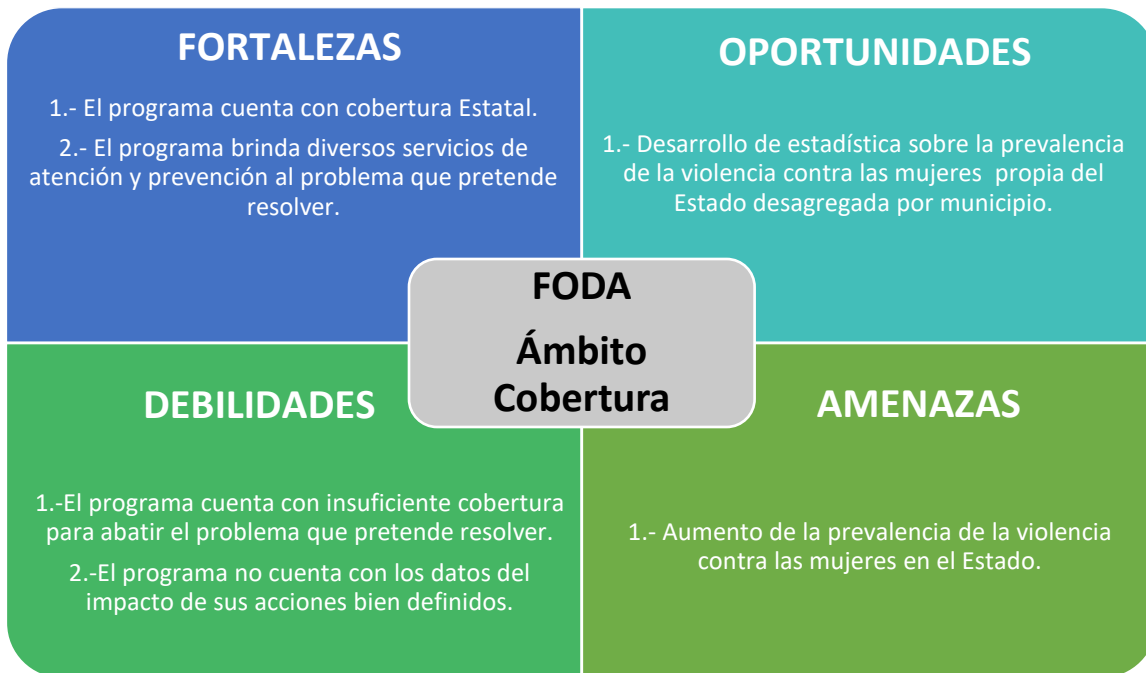 FORTALEZAS
1.- El programa cuenta con cobertura Estatal.
2.- El programa brinda diversos servicios de
atención y prevención al problema que pretende
resolver.
OPORTUNIDADES
1.- Desarrollo de estadística sobre la prevalencia
de la violencia contra las mujeres propia del
Estado desagregada por municipio.
FODA
Ámbito
Cobertura
DEBILIDADES
1.-El programa cuenta con insuficiente cobertura
para abatir el problema que pretende resolver.
2.-El programa no cuenta con los datos del
impacto de sus acciones bien definidos.
AMENAZAS
1.- Aumento de la prevalencia de la violencia
contra las mujeres en el Estado.